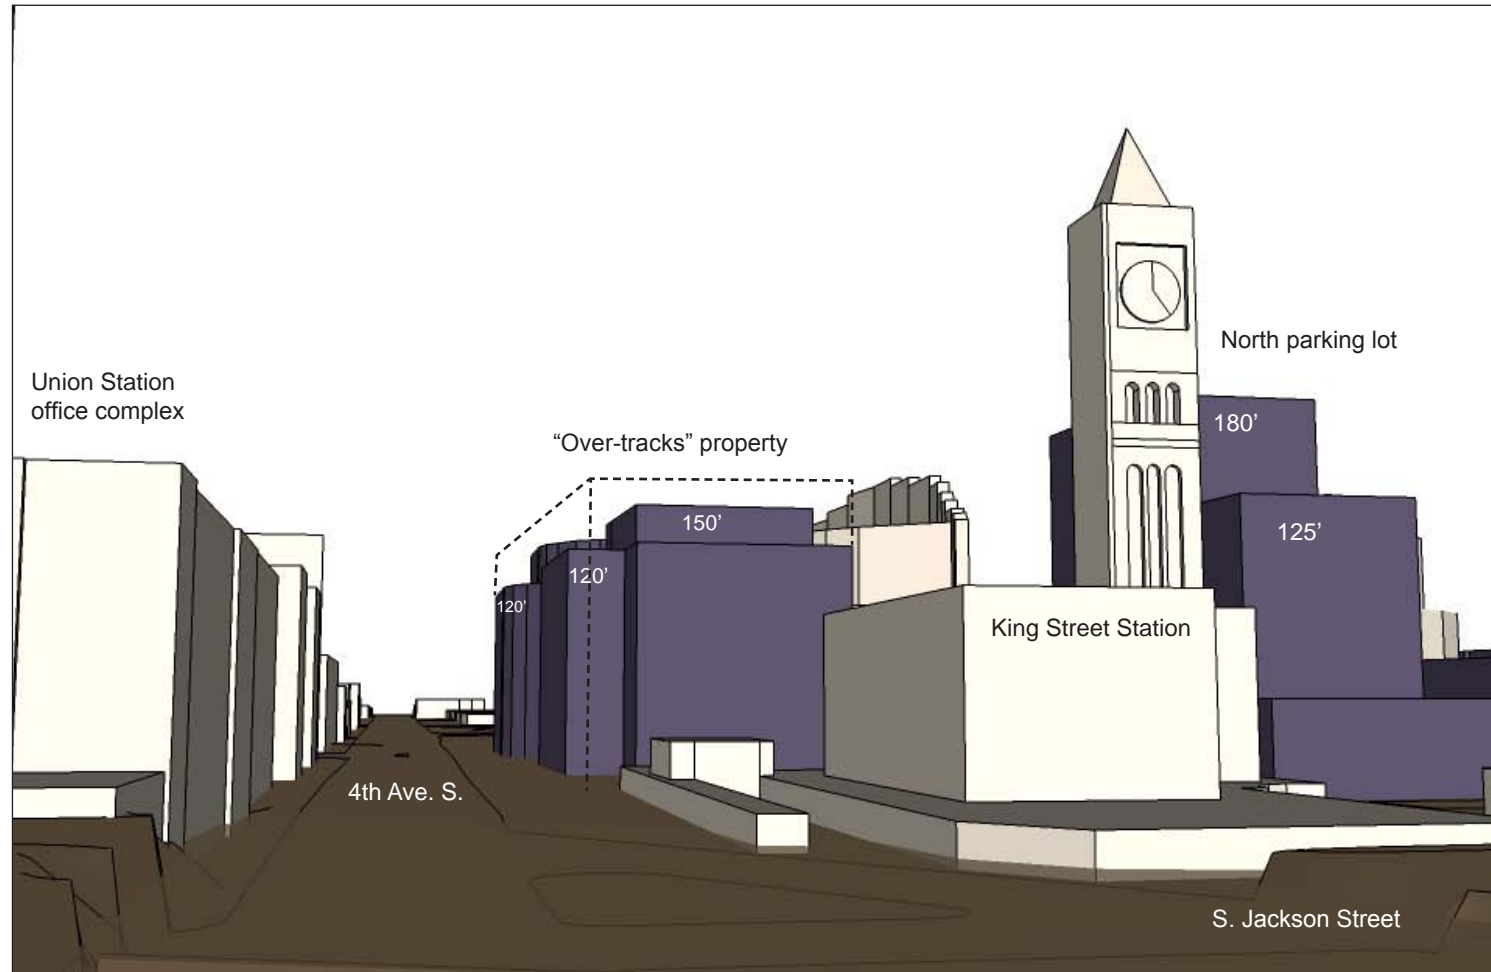 North parking lot
Union Station
office complex
180’
“Over-tracks” property
150’
125’
120’
120’
King Street Station
4th Ave. S.
S. Jackson Street